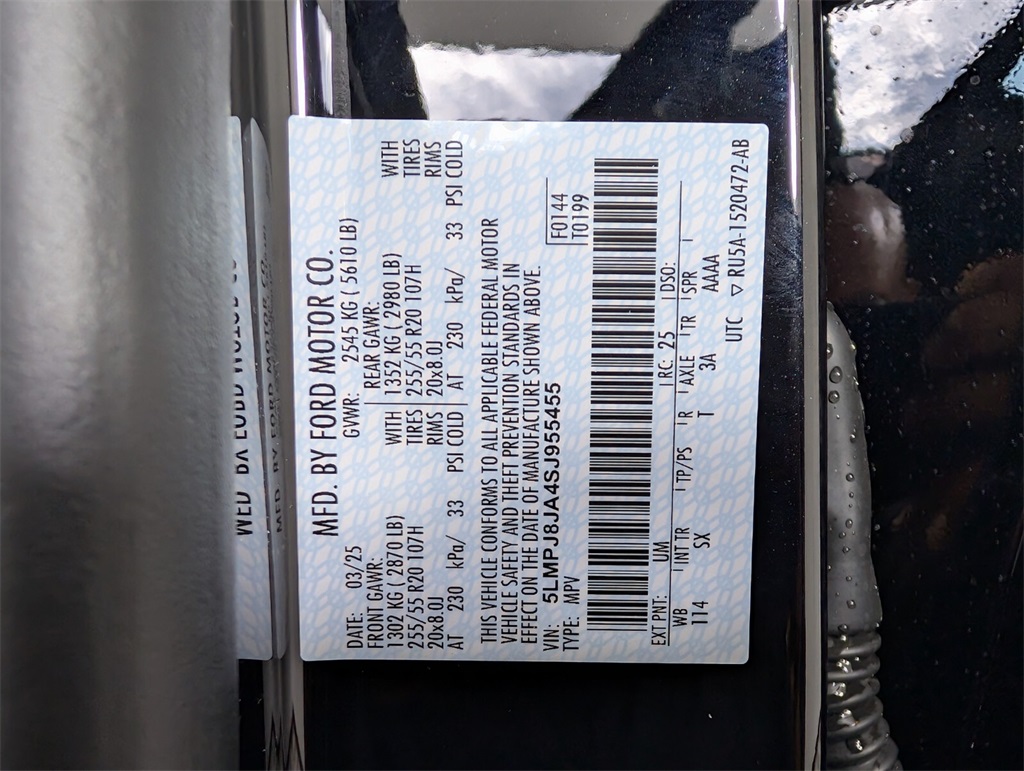 MFD. BY FORD MOTOR CO.
DATE: 03/25 GVWR: 2545 KG ( 5610 LB)
FRONT GAWR: REAR GAWR:
1302 KG ( 2870 LB) WITH 1352 KG ( 2980 LB) WITH
255/55 R20 107H TIRES 255/55 R20 107H TIRES
20x8.0J RIMS 20x8.0J RIMS
AT 230 kPa/ 33 PSI COLD AT 230 kPa/ 33 PSI COLD
THIS VEHICLE CONFORMS TO ALL APPLICABLE FEDERAL MOTOR
VEHICLE SAFETY AND THEFT PREVENTION STANDARDS IN
EFFECT ON THE DATE OF MANUFACTURE SHOWN ABOVE.
VIN: 5LMPJ8JA4SJ955455
TYPE: MPV
F0144
T0199
EXT PNT: UM RC: 25 DSO:
WB INT TR TP/PS R AXLE TR SPR
114 SX T 3A AAAA
UTC ▽ RU5A-1520472-AB